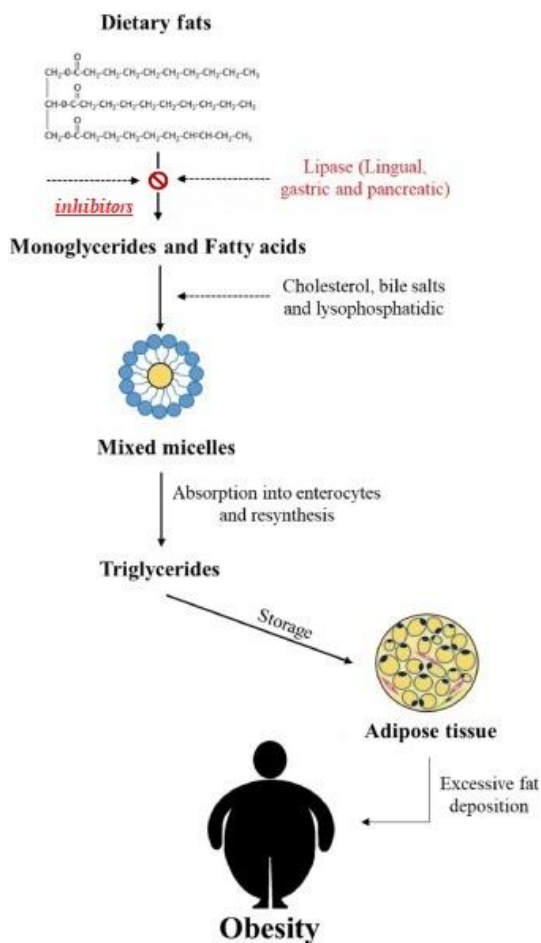 Dietary fats
O
O
O
Lipase (Lingual,
gastric and pancreatic)
inhibitors
Monoglycerides and Fatty acids
Cholesterol, bile salts
and lysophosphatidic
Mixed micelles
Absorption into enterocytes
and resynthesis
Triglycerides
Storage
Adipose tissue
Excessive fat
deposition
Obesity